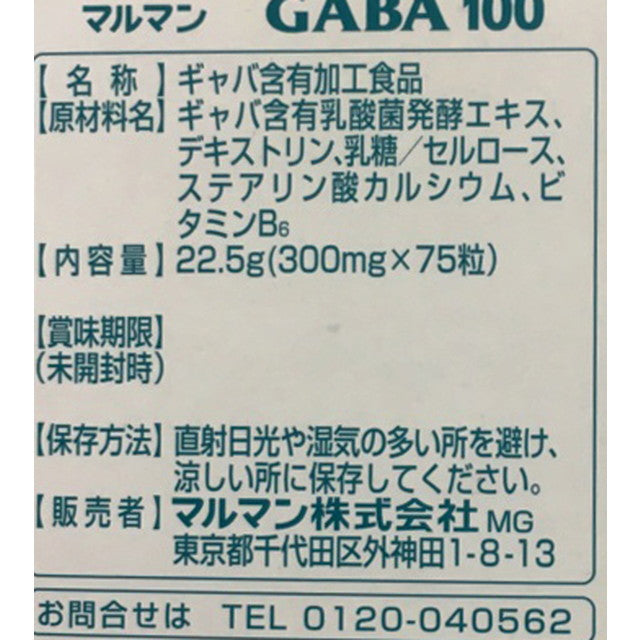 マルマン GABA 100
【名称】ギャバ含有加工食品
【原材料名】ギャバ含有乳酸菌発酵エキス、
デキストリン、乳糖／セルロース、
ステアリン酸カルシウム、ビ
タミンB6
【内容量】22.5g(300mg×75粒)
【賞味期限】
(未開封時)
【保存方法】直射日光や湿気の多い所を避け、
涼しい所に保存してください。
【販売者】マルマン株式会社 MG
東京都千代田区外神田1-8-13
お問合せは TEL 0120-040562